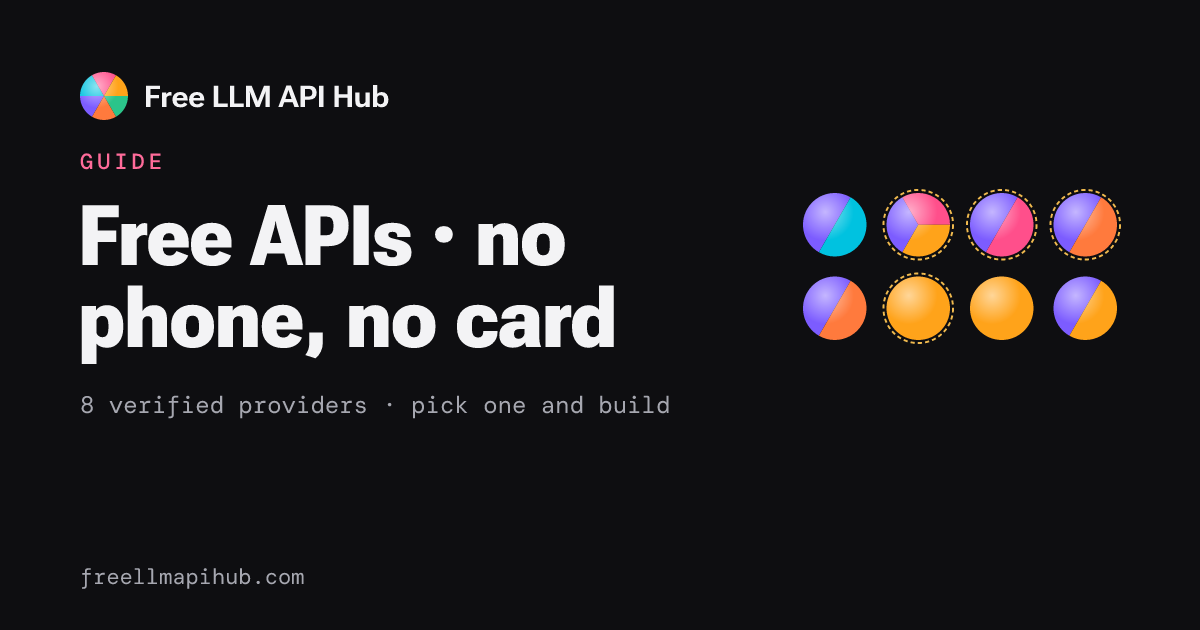 Free LLM API Hub
GUIDE
Free APIs · no
phone, no card
8 verified providers · pick one and build
freellmapihub.com